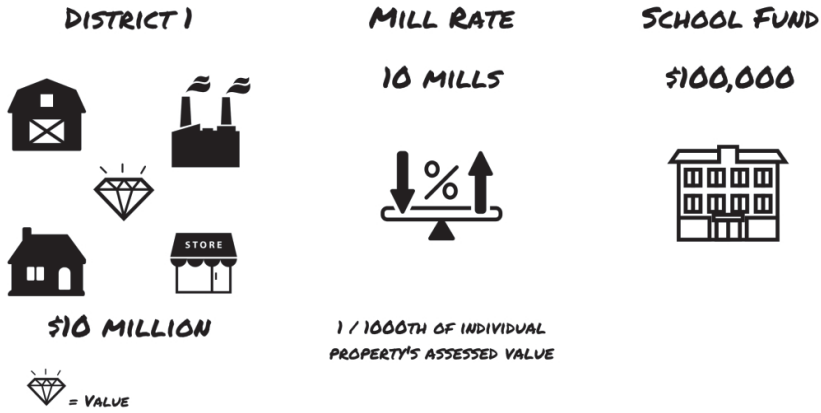 DISTRICT 1
MILL RATE
SCHOOL FUND
10 MILLS
$100,000
%
STORE
$10 MILLION
1 / 1000TH OF INDIVIDUAL
PROPERTY'S ASSESSED VALUE
= VALUE